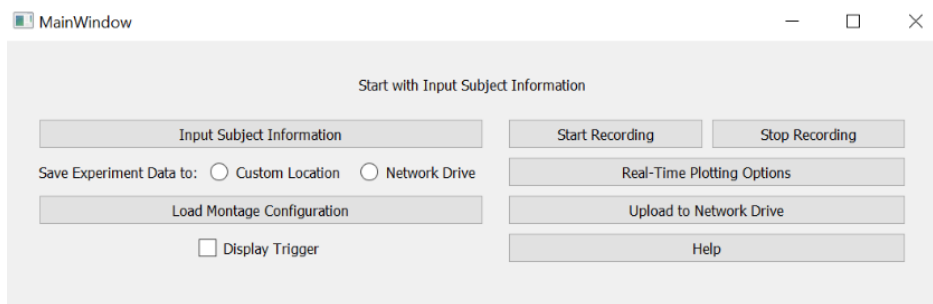 MainWindow
Start with Input Subject Information
Input Subject Information
Start Recording
Stop Recording
Save Experiment Data to: Custom Location Network Drive
Real-Time Plotting Options
Load Montage Configuration
Upload to Network Drive
Display Trigger
Help